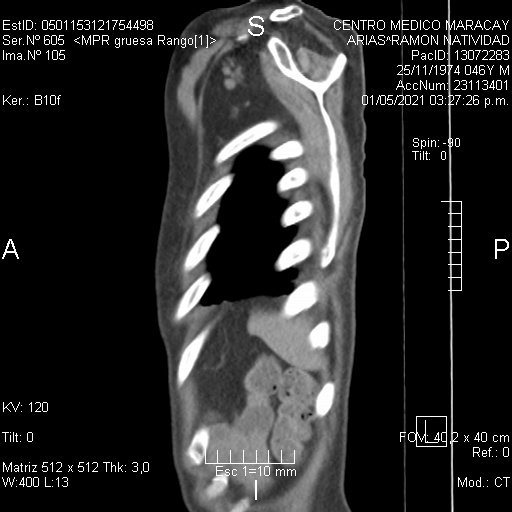 EID: 0501153121754498
Ser.Nº 605 <MPR gruesa Rango[1]>
Ima.Nº 105
Ker.: B10f
S
CENTRO MEDICO MARACAY
ARIAS^RAMON NATIVIDAD
PacID: 13072283
25/11/1974 046Y M
AccNum: 23113401
01/05/2021 03:27:26 p.m.
Spin: -90
Tilt: 0
A
P
KV: 120
Tilt: 0
Matriz 512 x 512 Thk: 3,0
W:400 L:13
Esc 1=10 mm
I
FOM: 40,2 x 40 cm
Ref.: 0
Mod.: CT